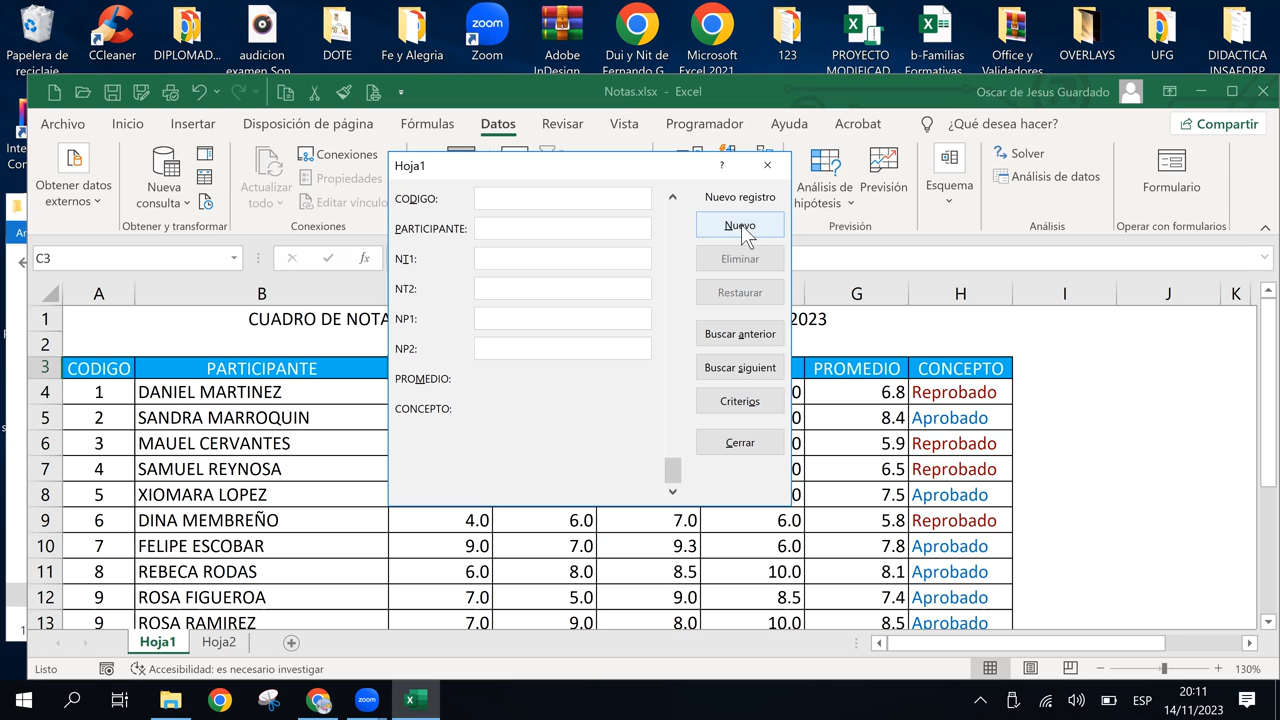 Papelera de reciclaje
CCleaner
DIPLOMAD...
audicion examen Son
DOTE
Fe y Alegria
Zoom
Adobe InDesign
Dui y Nit de Fernando G
Microsoft Excel 2021
123
PROYECTO MODIFICAD
b-Familias Formativas
Office y Validadores
OVERLAYS
UFG
DIDACTICA INSAFORP
zoom
Notas.xlsx - Excel
Oscar de Jesus Guardado
Archivo Inicio Insertar Disposición de página Fórmulas Datos Revisar Vista Programador Ayuda Acrobat ¿Qué desea hacer? Compartir
Obtener datos externos
Nueva consulta
Actualizar todo
Conexiones
Propiedades
Editar vínculo
Análisis de hipótesis
Previsión
Esquema
Solver
Análisis de datos
Formulario
Obtener y transformar
Conexiones
Previsión
Análisis
Operar con formularios
C3
fx
Hoja1 ?
CODIGO:
PARTICIPANTE:
NT1:
NT2:
NP1:
NP2:
PROMEDIO:
CONCEPTO:
Nuevo registro
Nuevo
Eliminar
Restaurar
Buscar anterior
Buscar siguient
Criterios
Cerrar
A B G H I J K
1 CUADRO DE NOTA 2023
2
3 CODIGO PARTICIPANTE PROMEDIO CONCEPTO
4 1 DANIEL MARTINEZ 0 6.8 Reprobado
5 2 SANDRA MARROQUIN 0 8.4 Aprobado
6 3 MAUEL CERVANTES 0 5.9 Reprobado
7 4 SAMUEL REYNOSA 0 6.5 Reprobado
8 5 XIOMARA LOPEZ 0 7.5 Aprobado
9 6 DINA MEMBREÑO 4.0 6.0 7.0 6.0 5.8 Reprobado
10 7 FELIPE ESCOBAR 9.0 7.0 9.3 6.0 7.8 Aprobado
11 8 REBECA RODAS 6.0 8.0 8.5 10.0 8.1 Aprobado
12 9 ROSA FIGUEROA 7.0 5.0 9.0 8.5 7.4 Aprobado
13 9 ROSA RAMIREZ 7.0 9.0 8.0 10.0 8.5 Aprobado
Hoja1 Hoja2
Listo
Accesibilidad: es necesario investigar
130%
zoom
ESP
20:11
14/11/2023